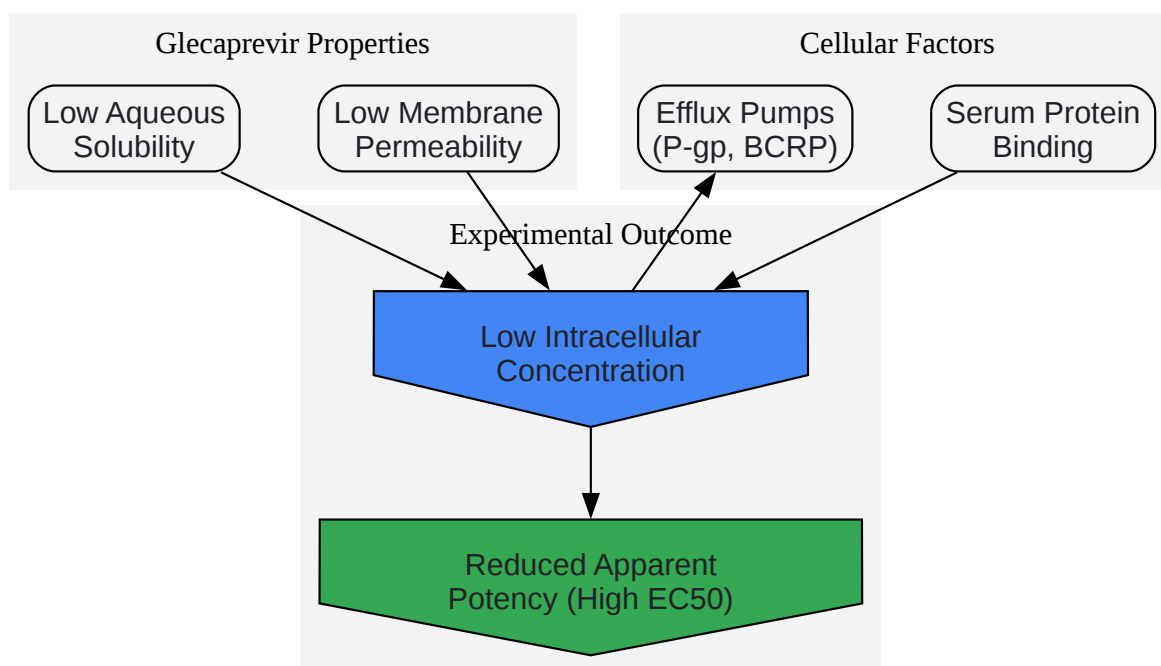 Glecaprevir Properties
Cellular Factors
Low Aqueous
Solubility
Low Membrane
Permeability
Efflux Pumps
(P-gp, BCRP)
Serum Protein
Binding
Experimental Outcome
Low Intracellular
Concentration
Reduced Apparent
Potency (High EC50)